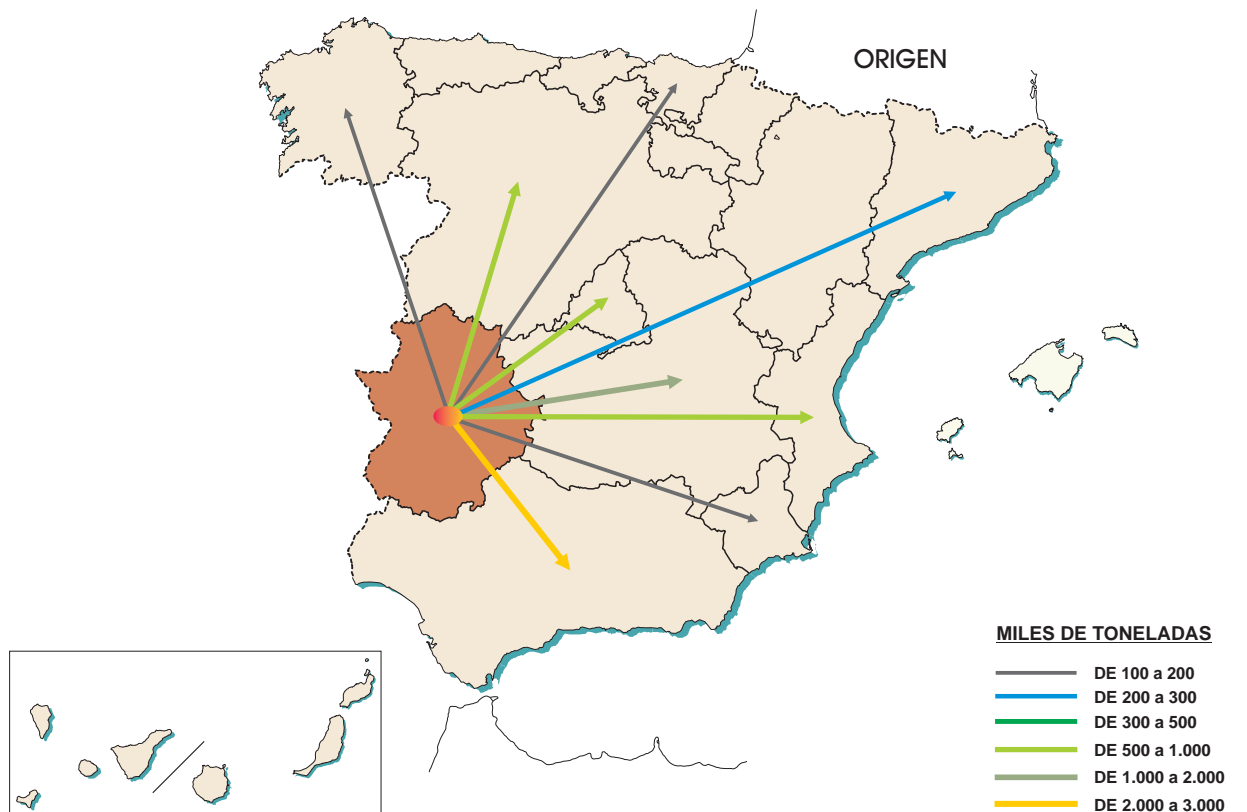 ORIGEN
MILES DE TONELADAS
DE 100 a 200
DE 200 a 300
DE 300 a 500
DE 500 a 1.000
DE 1.000 a 2.000
DE 2.000 a 3.000